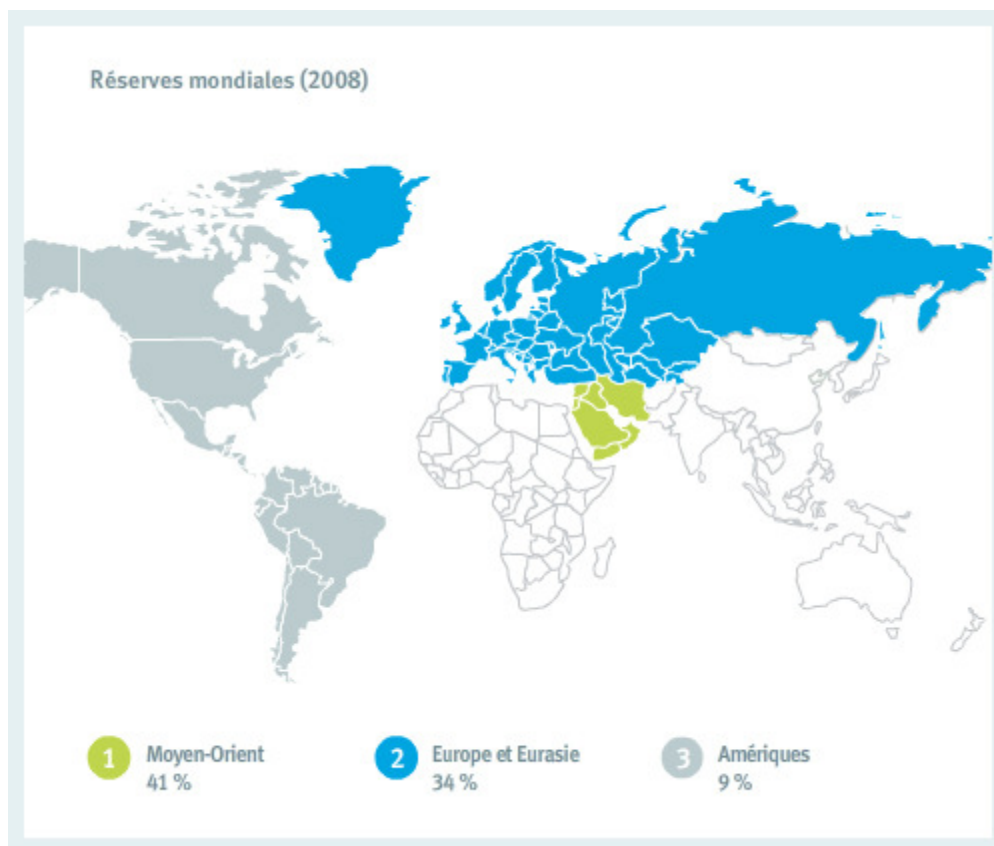 Réserves mondiales (2008)
1 Moyen-Orient
41 %
2 Europe et Eurasie
34 %
3 Amériques
9 %